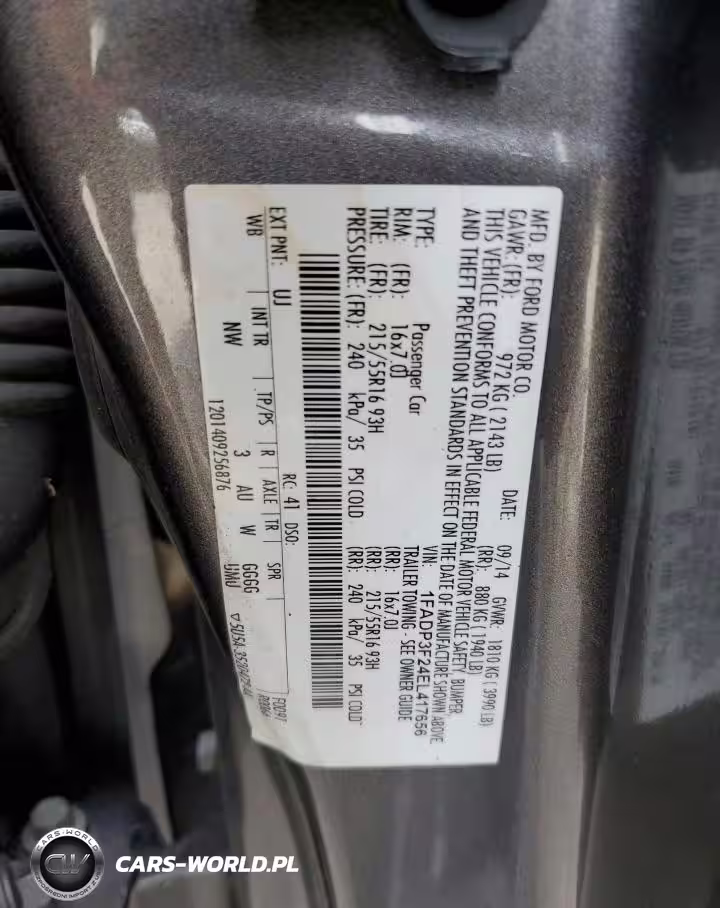 MFD. BY FORD MOTOR CO.
DATE: 09/14 GVWR: 1810 KG ( 3990 LB)
GAWR: (FR): 972 KG ( 2143 LB) (RR): 880 KG ( 1940 LB)
THIS VEHICLE CONFORMS TO ALL APPLICABLE FEDERAL MOTOR VEHICLE SAFETY, BUMPER,
AND THEFT PREVENTION STANDARDS IN EFFECT ON THE DATE OF MANUFACTURE SHOWN ABOVE
VIN: 1FADP3F24EL417656
TYPE: Passenger Car TRAILER TOWING - SEE OWNER GUIDE
RIM: (FR): 16x7.0J (RR): 16x7.0J
TIRE: (FR): 215/55R16 93H (RR): 215/55R16 93H
PRESSURE: (FR): 240 kPa/ 35 PSI COLD (RR): 240 kPa/ 35 PSI COLD
EXT PNT: UJ RC: 41 DSO:
WB INT TR TP/PS R AXLE TR SPR
NW 3 AU W GGGG
UMU
1201409256876
CARS-WORLD.PL
CARS-WORLD
CW